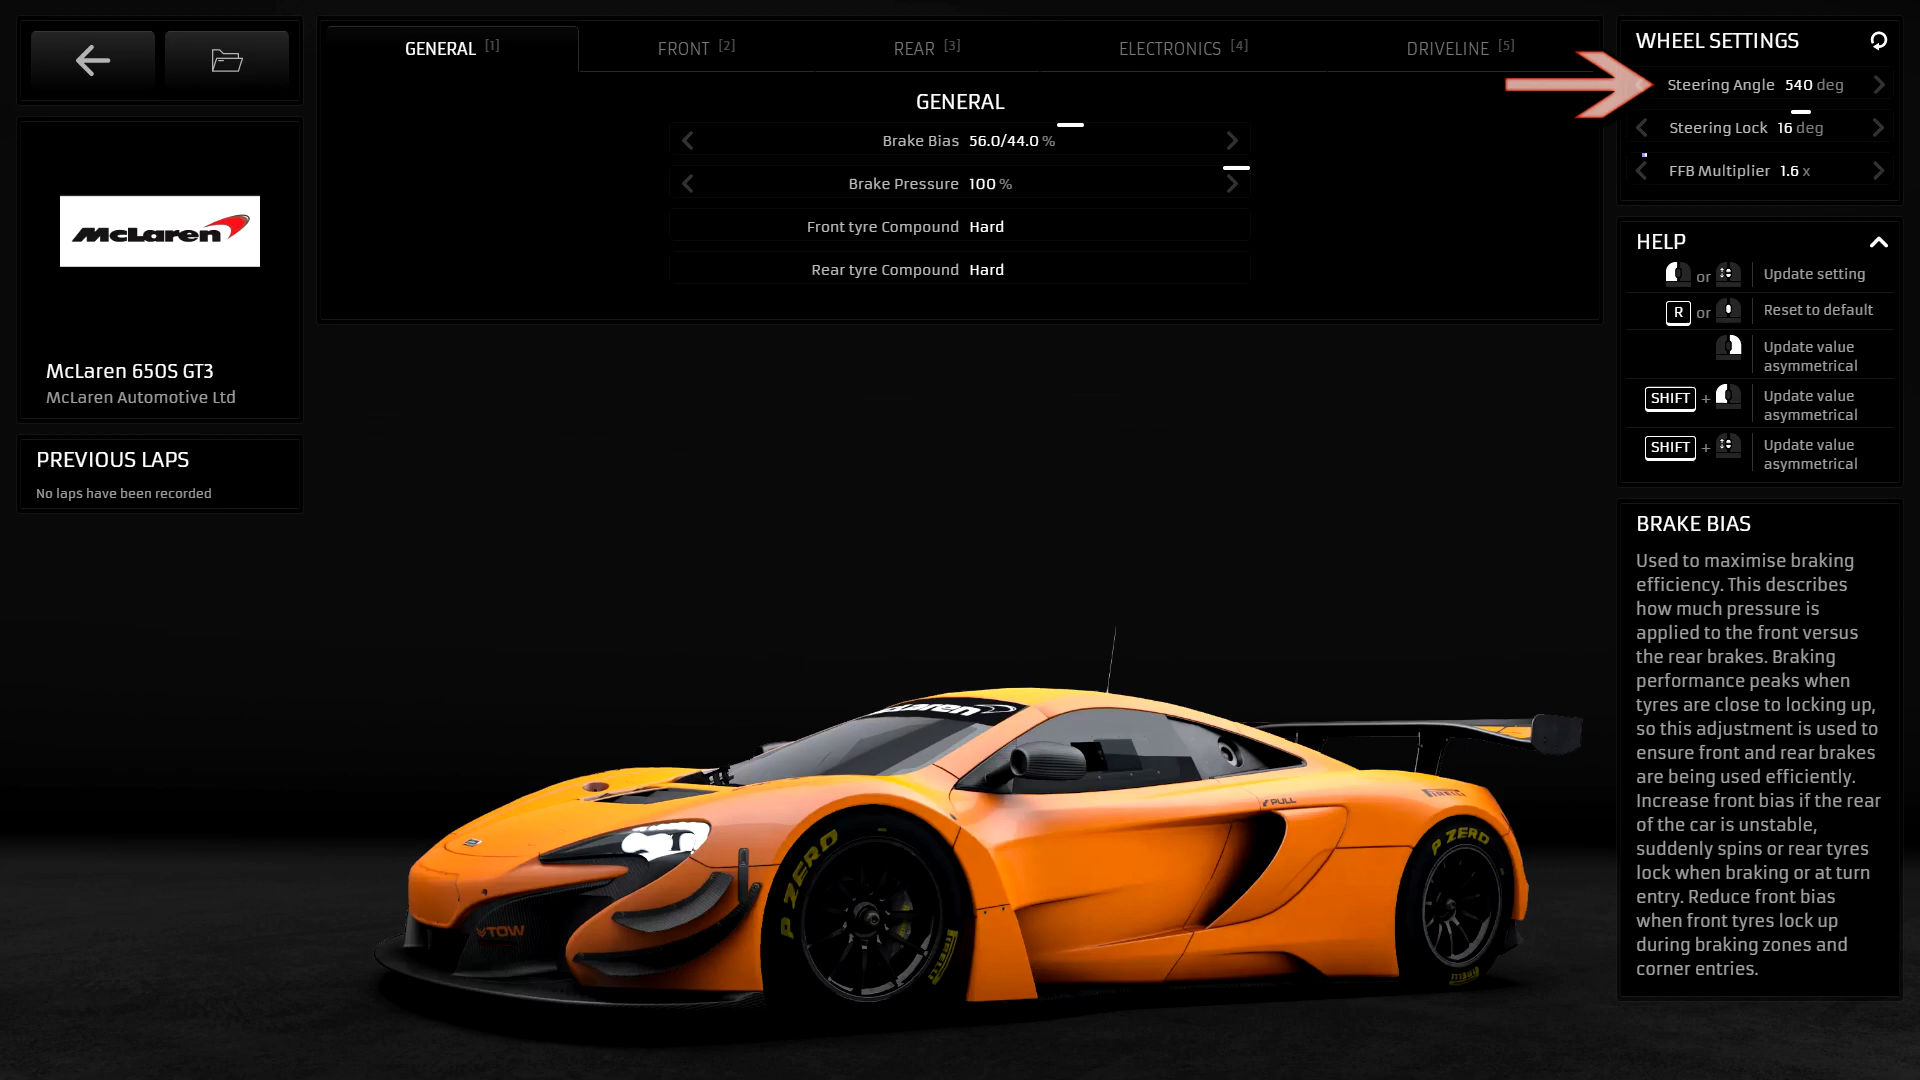 GENERAL [1]
FRONT [2]
REAR [3]
ELECTRONICS [4]
DRIVELINE [5]
McLaren
McLaren 650S GT3
McLaren Automotive Ltd
PREVIOUS LAPS
No laps have been recorded
GENERAL
Brake Bias 56.0/44.0 %
Brake Pressure 100 %
Front tyre Compound Hard
Rear tyre Compound Hard
WHEEL SETTINGS
Steering Angle 540 deg
Steering Lock 16 deg
FFB Multiplier 1.6 x
HELP
or Update setting
R or Reset to default
Update value
asymmetrical
SHIFT + Update value
asymmetrical
SHIFT + Update value
asymmetrical
BRAKE BIAS
Used to maximise braking
efficiency. This describes
how much pressure is
applied to the front versus
the rear brakes. Braking
performance peaks when
tyres are close to locking up,
so this adjustment is used to
ensure front and rear brakes
are being used efficiently.
Increase front bias if the rear
of the car is unstable,
suddenly spins or rear tyres
lock when braking or at turn
entry. Reduce front bias
when front tyres lock up
during braking zones and
corner entries.
PULL
PIRELLI
P ZERO
P ZERO
TOW
PIRELLI
PIRELLI